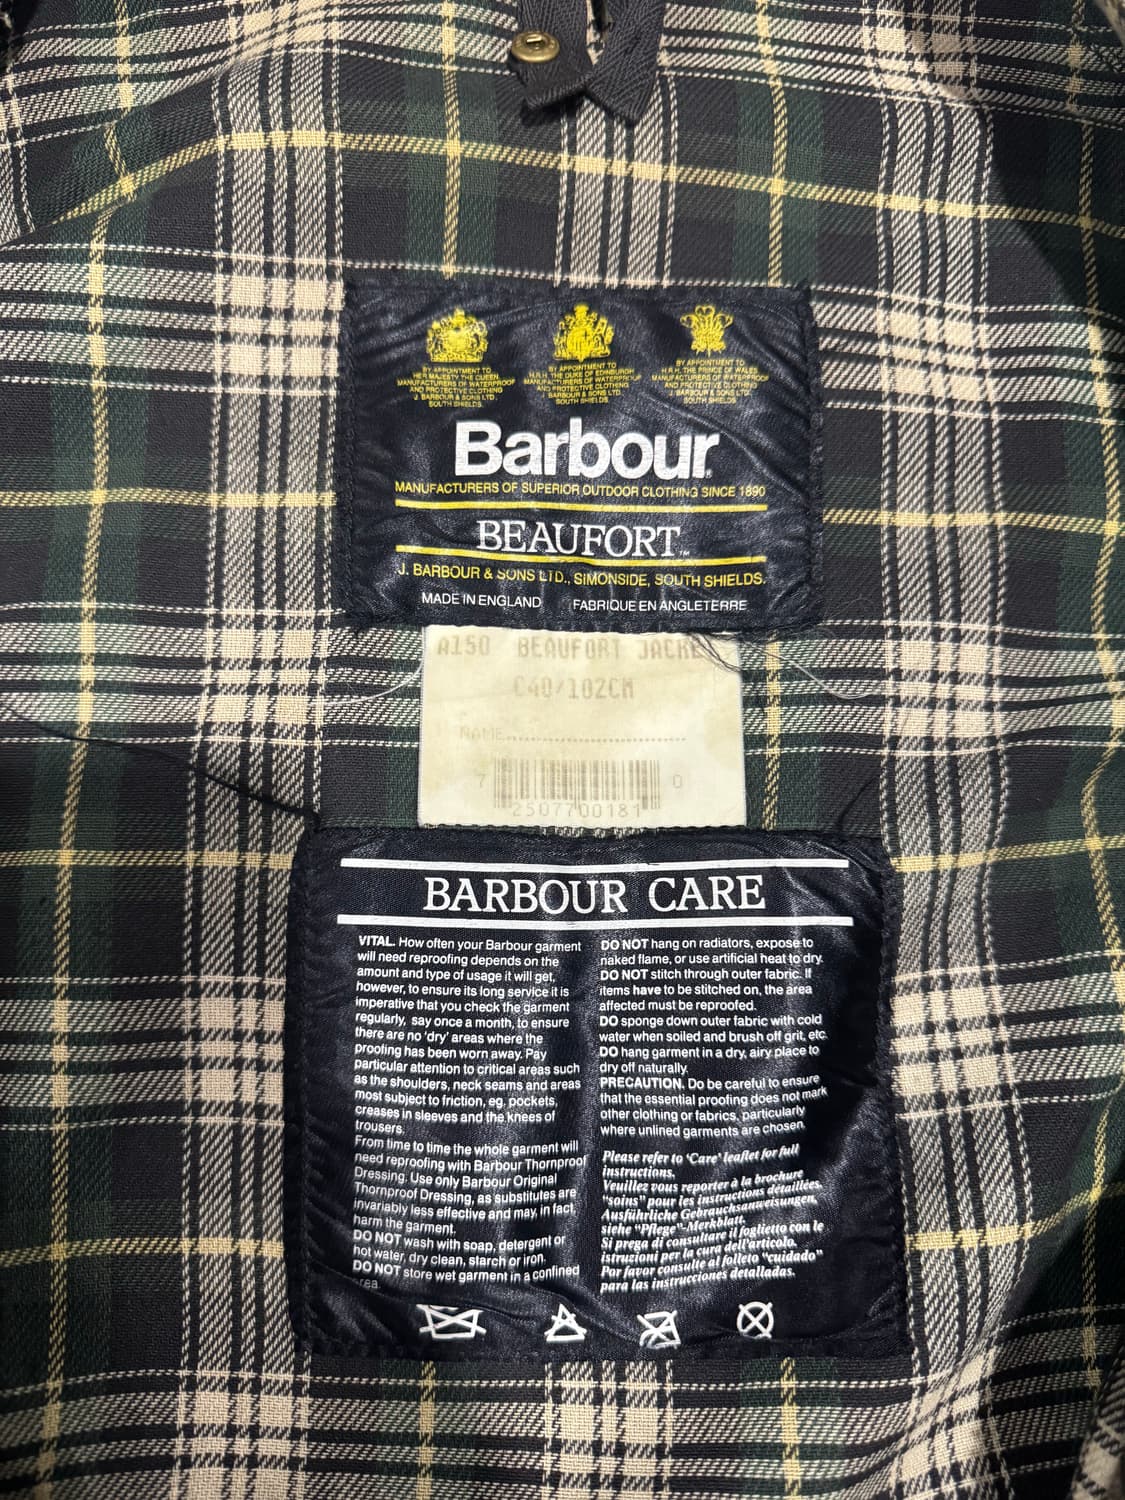 BY APPOINTMENT TO
H.R. MAJESTY THE QUEEN
MANUFACTURERS OF WATERPROOF
AND PROTECTIVE CLOTHING
J. BARBOUR & SONS LTD.
SOUTH SHIELDS.
BY APPOINTMENT TO
H.R.H. THE DUKE OF EDINBURGH
MANUFACTURERS OF WATERPROOF
AND PROTECTIVE CLOTHING
BARBOUR & SONS LTD.
SOUTH SHIELDS.
BY APPOINTMENT TO
H.R.H. THE PRINCE OF WALES
MANUFACTURERS OF WATERPROOF
AND PROTECTIVE CLOTHING
J. BARBOUR & SONS LTD
SOUTH SHIELDS
Barbour
MANUFACTURERS OF SUPERIOR OUTDOOR CLOTHING SINCE 1890
BEAUFORT™
J. BARBOUR & SONS LTD., SIMONSIDE, SOUTH SHIELDS.
MADE IN ENGLAND FABRIQUE EN ANGLETERRE
A150 BEAUFORT JACKE
C40/102CM
NAME
7 2507700181 0
BARBOUR CARE
VITAL. How often your Barbour garment
will need reproofing depends on the
amount and type of usage it will get,
however, to ensure its long service it is
imperative that you check the garment
regularly, say once a month, to ensure
there are no 'dry' areas where the
proofing has been worn away. Pay
particular attention to critical areas such
as the shoulders, neck seams and areas
most subject to friction, eg. pockets,
creases in sleeves and the knees of
trousers.
From time to time the whole garment will
need reproofing with Barbour Thornproof
Dressing. Use only Barbour Original
Thornproof Dressing, as substitutes are
invariably less effective and may, in fact,
harm the garment.
DO NOT wash with soap, detergent or
hot water, dry clean, starch or iron.
DO NOT store wet garment in a confined
rea.
DO NOT hang on radiators, expose to
naked flame, or use artificial heat to dry.
DO NOT stitch through outer fabric. If
items have to be stitched on, the area
affected must be reproofed.
DO sponge down outer fabric with cold
water when soiled and brush off grit, etc.
DO hang garment in a dry, airy place to
dry off naturally.
PRECAUTION. Do be careful to ensure
that the essential proofing does not mark
other clothing or fabrics, particularly
where unlined garments are chosen.
Please refer to 'Care' leaflet for full
instructions.
Veuillez vous reporter à la brochure
"soins" pour les instructions détaillées.
Ausführliche Gebrauchsanweisungen,
siehe "Pflege"-Merkblatt.
Si prega di consultare il foglietto con le
istruzioni per la cura dell'articolo.
Par favor consulte al folleto "cuidado"
para las instrucciones detalladas.